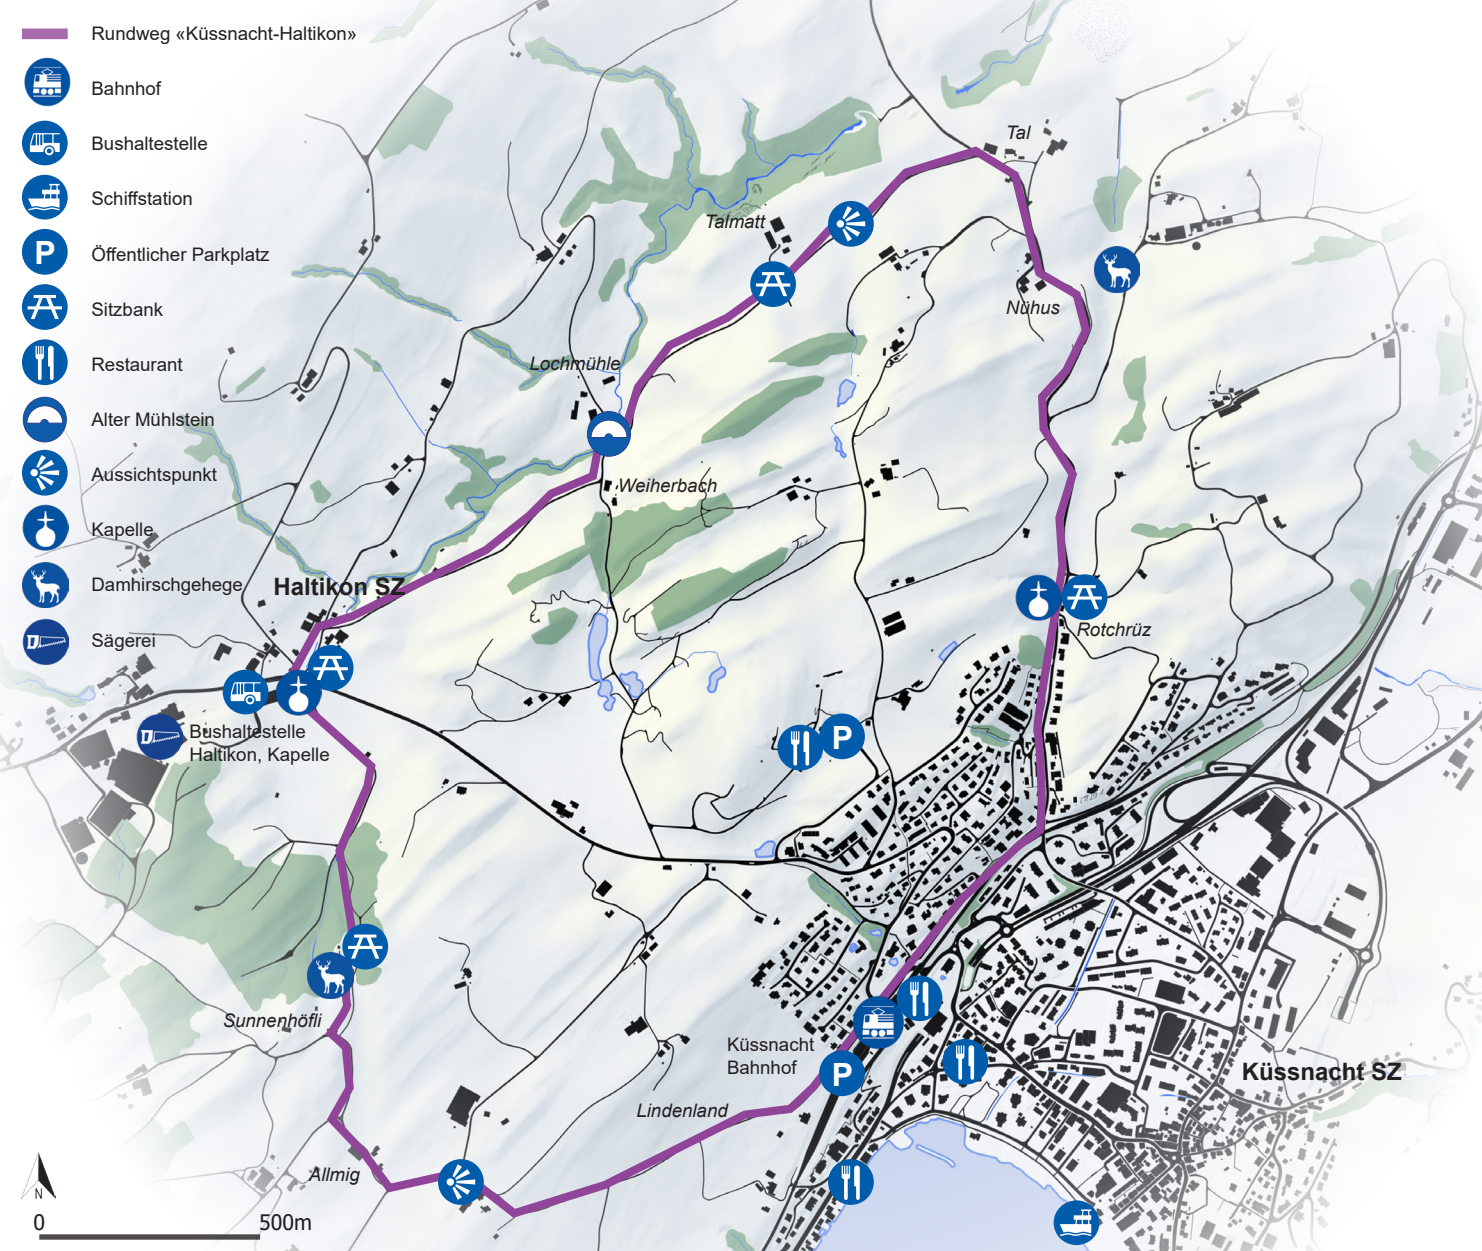 Rundweg «Küssnacht-Haltikon»
Bahnhof
Bushaltestelle
Schiffstation
P
Öffentlicher Parkplatz
Sitzbank
Restaurant
Alter Mühlstein
Aussichtspunkt
Kapelle
Damhirschgehege
Sägerei
Tal
Talmatt
Nühus
Lochmühle
Weiherbach
Haltikon SZ
Rotchrüz
Bushaltestelle
Haltikon, Kapelle
P
Sunnenhöfli
Küssnacht
Bahnhof
P
Küssnacht SZ
Lindenland
Allmig
N
0
500m